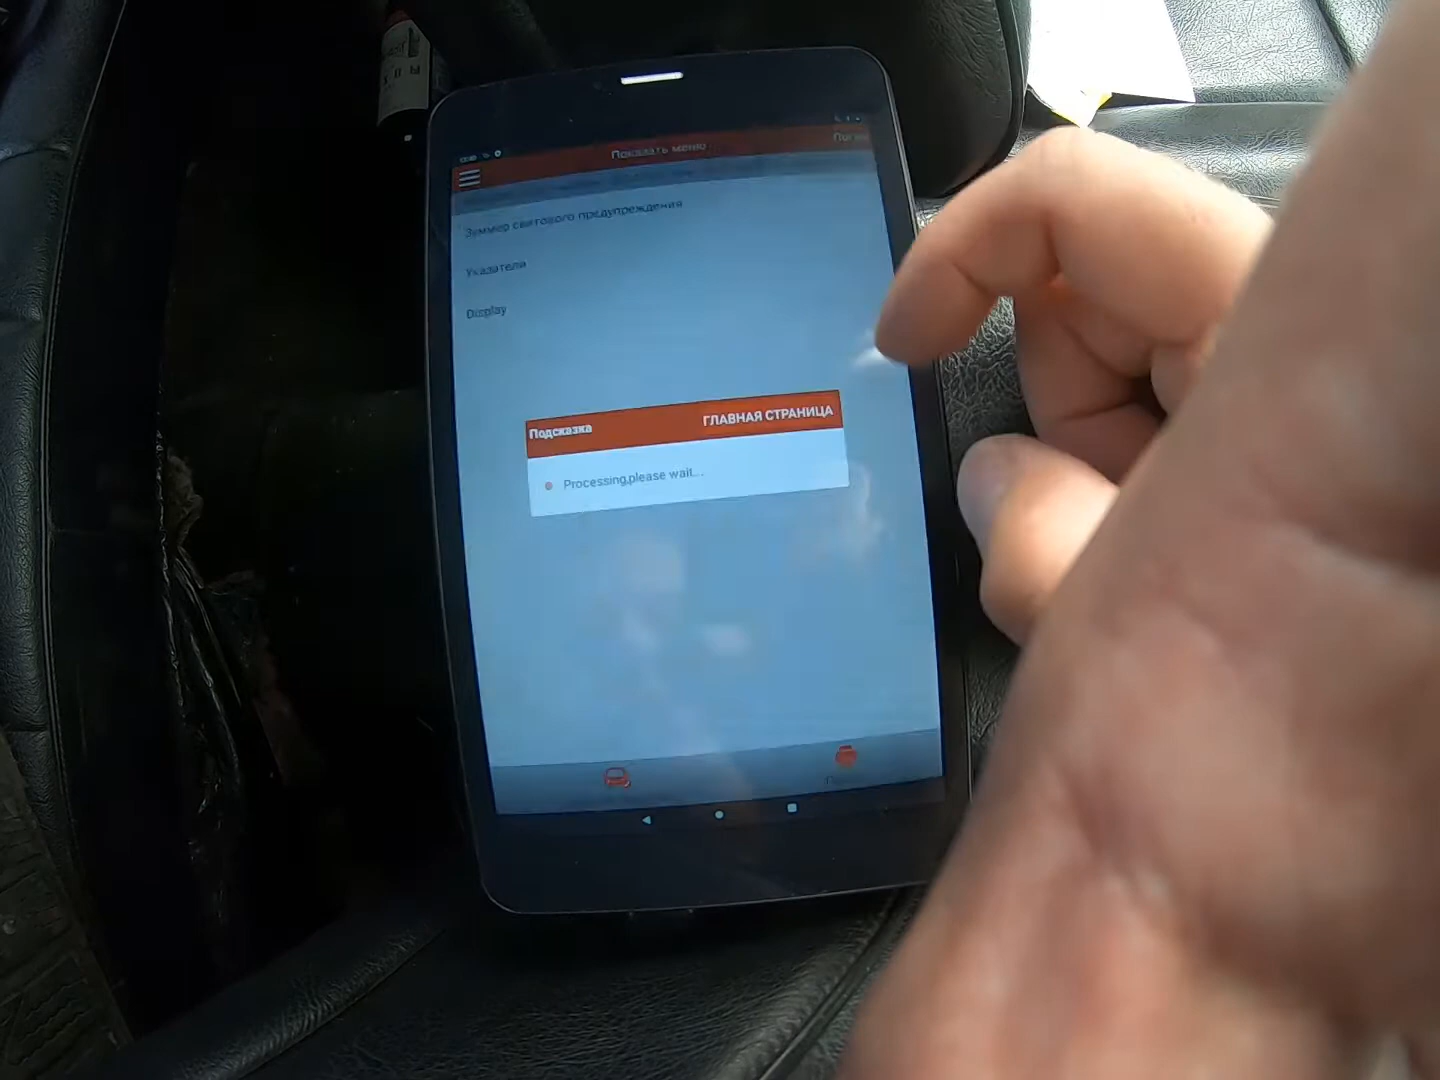 Показать меню
Зуммер светового предупреждения
Указатели
Display
Подсказка ГЛАВНАЯ СТРАНИЦА
Processing,please wait...